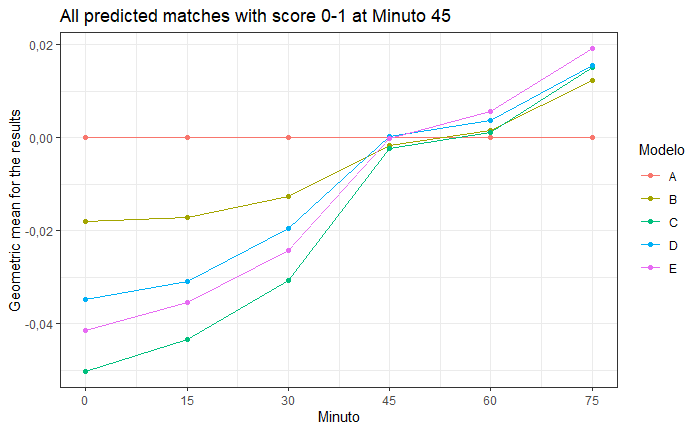 All predicted matches with score 0-1 at Minuto 45
Geometric mean for the results
0,02
0,00
-0,02
-0,04
0 15 30 45 60 75
Minuto
Modelo
A
B
C
D
E